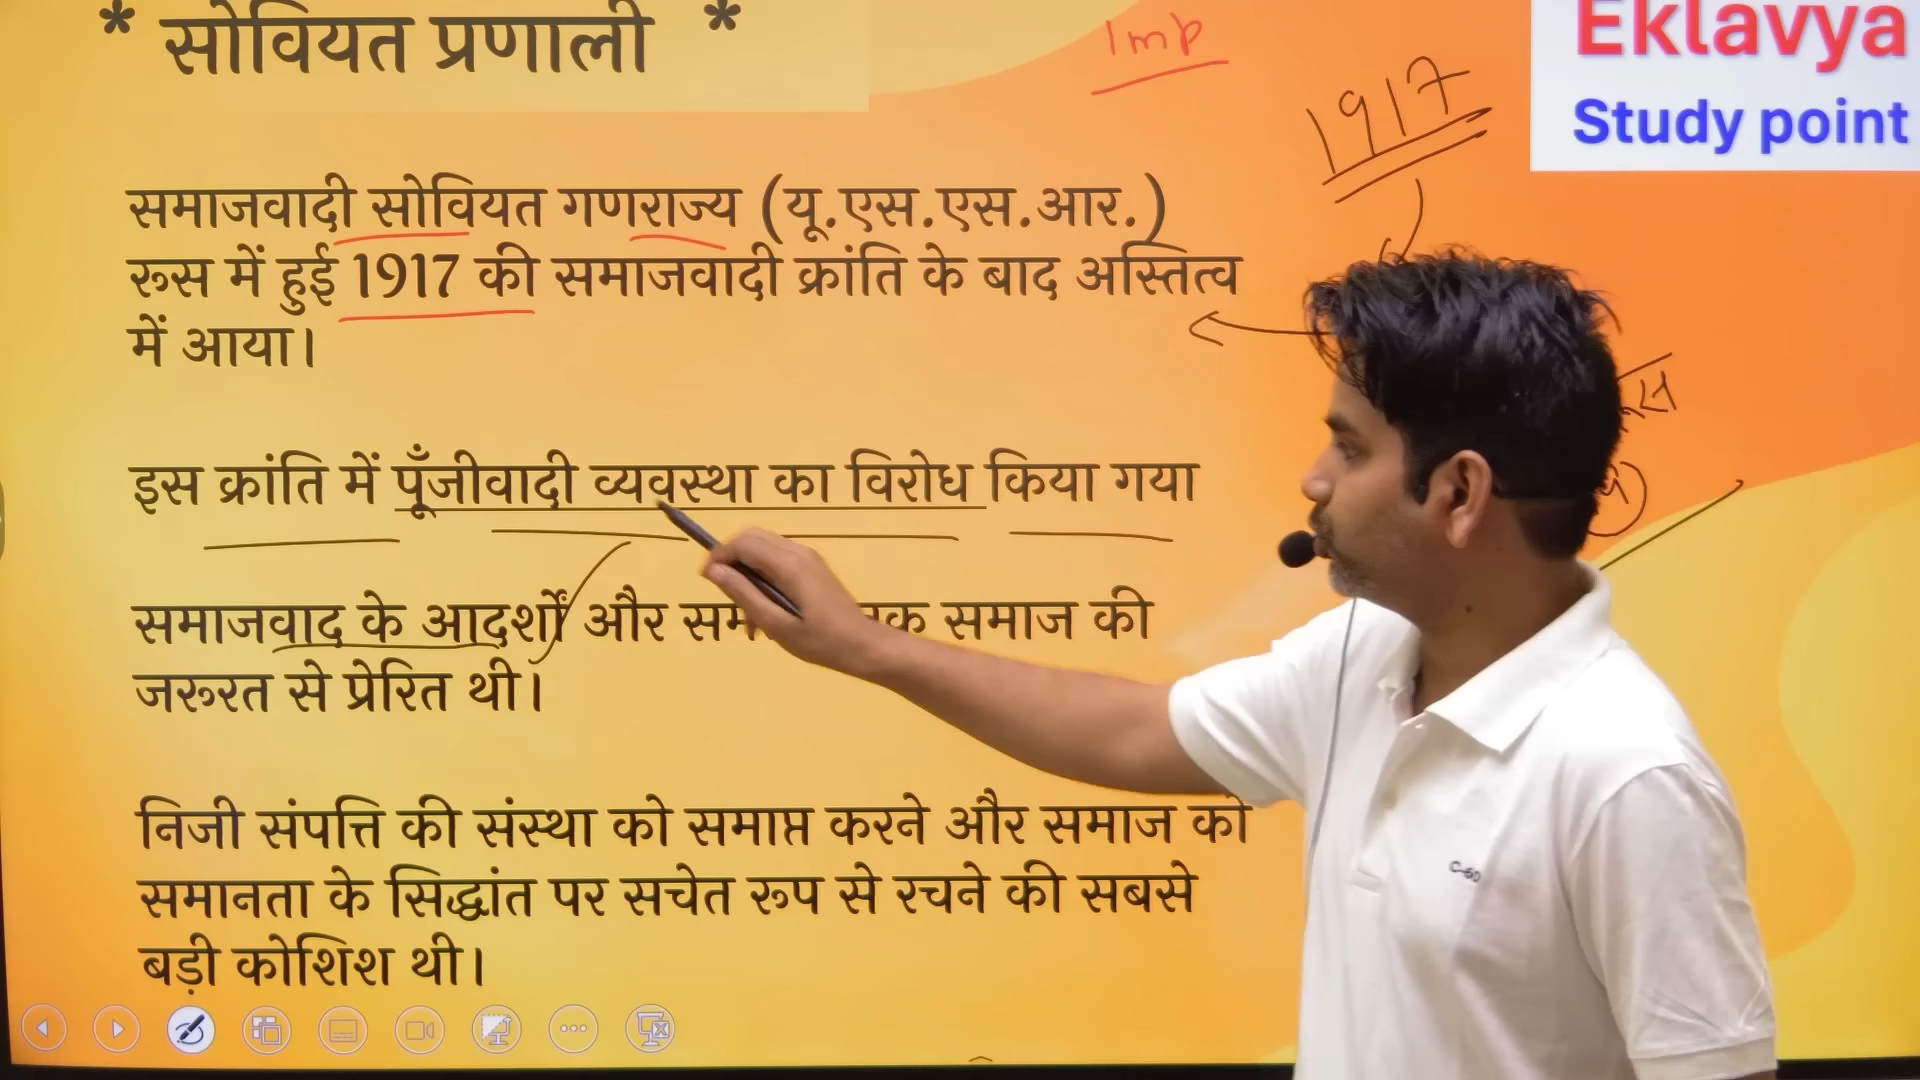 * सोवियत प्रणाली *
Imp
1917
Eklavya
Study point
समाजवादी सोवियत गणराज्य (यू.एस.एस.आर.)
रूस में हुई 1917 की समाजवादी क्रांति के बाद अस्तित्व
में आया।
इस क्रांति में पूँजीवादी व्यवस्था का विरोध किया गया
समाजवाद के आदर्शों और समाज की
जरूरत से प्रेरित थी।
निजी संपत्ति की संस्था को समाप्त करने और समाज को
समानता के सिद्धांत पर सचेत रूप से रचने की सबसे
बड़ी कोशिश थी।